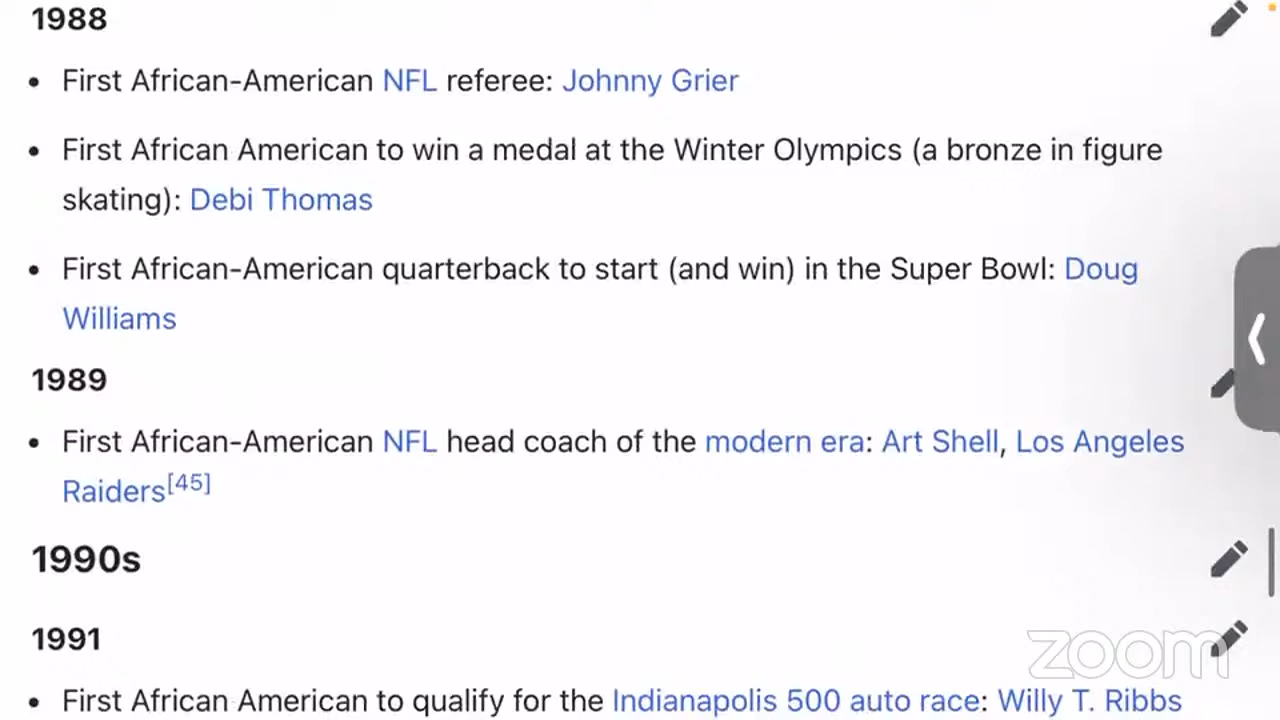 1988
• First African-American NFL referee: Johnny Grier
• First African American to win a medal at the Winter Olympics (a bronze in figure
skating): Debi Thomas
• First African-American quarterback to start (and win) in the Super Bowl: Doug
Williams
1989
• First African-American NFL head coach of the modern era: Art Shell, Los Angeles
Raiders[45]
1990s
1991
zoom
• First African American to qualify for the Indianapolis 500 auto race: Willy T. Ribbs